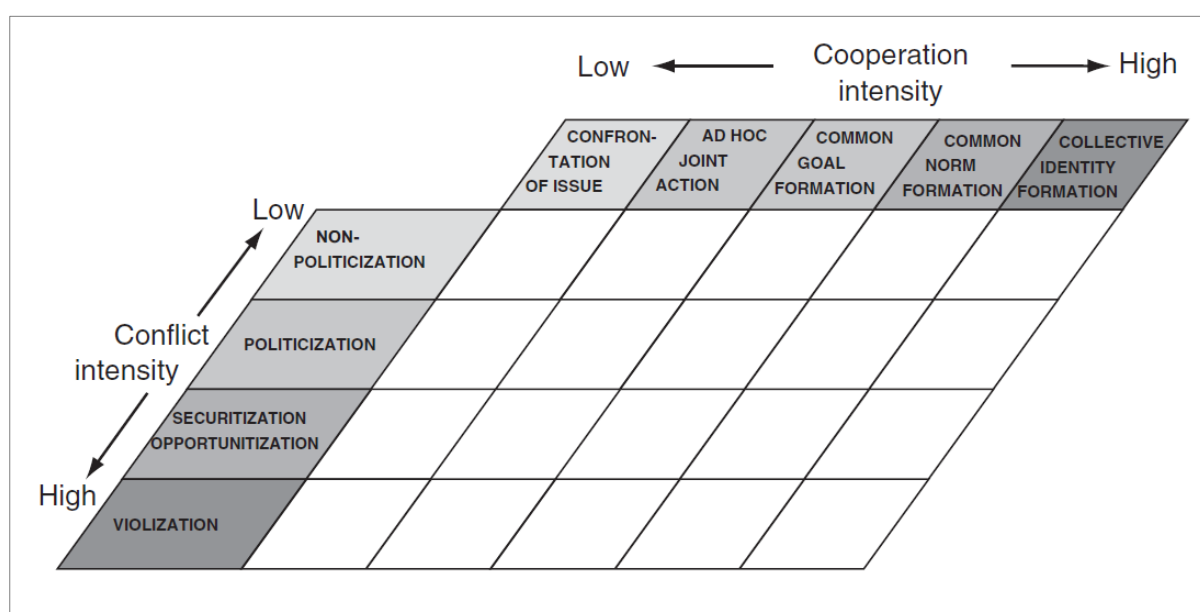 Low
Cooperation
intensity
High
CONFRON-
TATION
OF ISSUE
AD HOC
JOINT
ACTION
COMMON
GOAL
FORMATION
COMMON
NORM
FORMATION
COLLECTIVE
IDENTITY
FORMATION
Low
Conflict
intensity
High
NON-
POLITICIZATION
POLITICIZATION
SECURITIZATION
OPPORTUNITIZATION
VIOLIZATION